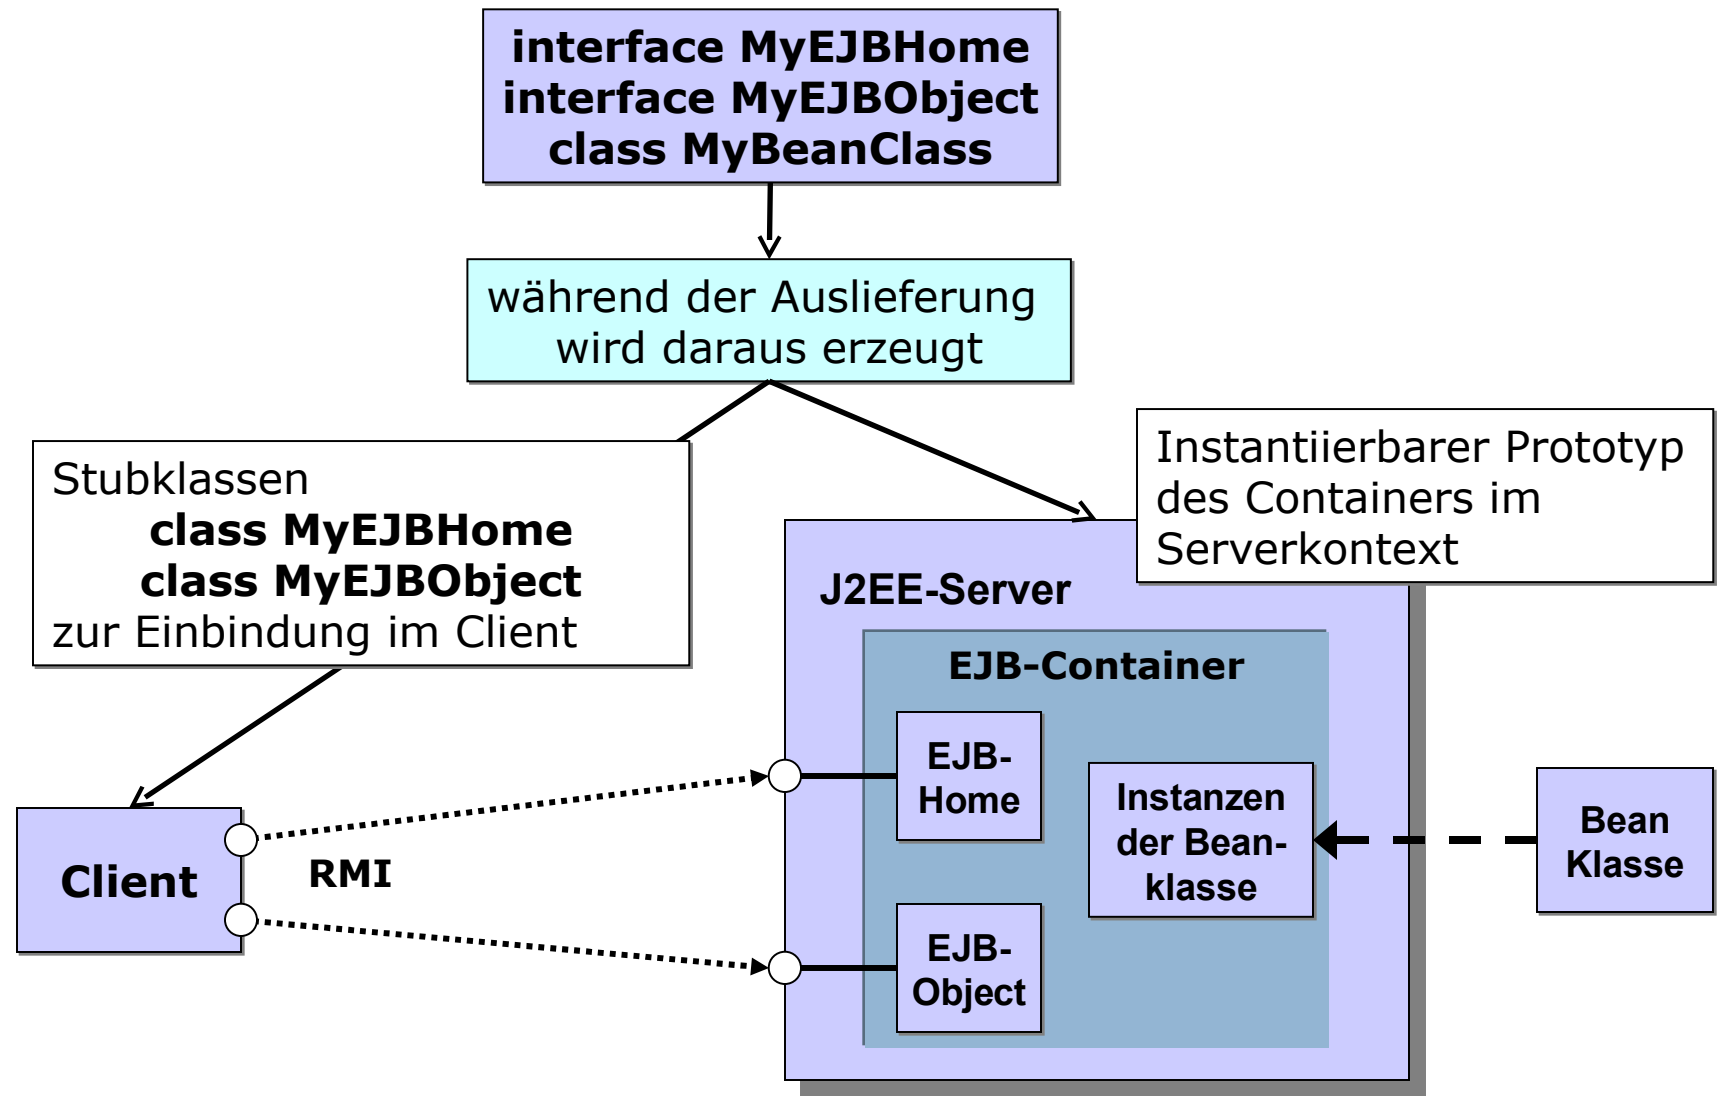 interface MyEJBHome
interface MyEJBObject
class MyBeanClass
während der Auslieferung
wird daraus erzeugt
Stubklassen
class MyEJBHome
class MyEJBObject
zur Einbindung im Client
Instantiierbarer Prototyp
des Containers im
Serverkontext
J2EE-Server
EJB-Container
EJB-
Home
Instanzen
der Bean-
klasse
Bean
Klasse
Client
RMI
EJB-
Object